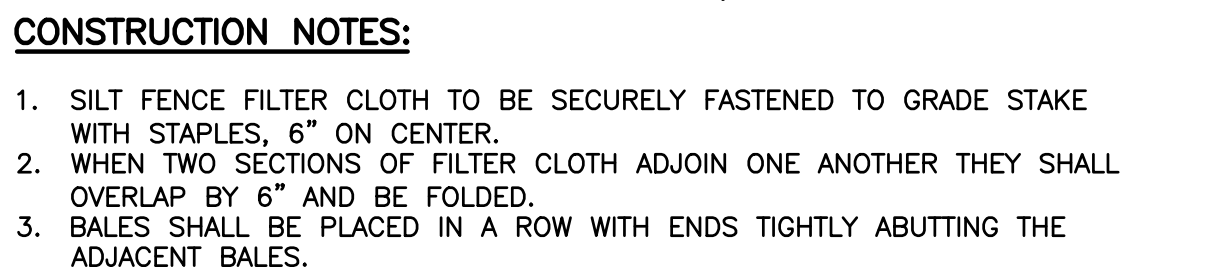 CONSTRUCTION NOTES:
1. SILT FENCE FILTER CLOTH TO BE SECURELY FASTENED TO GRADE STAKE
WITH STAPLES, 6" ON CENTER.
2. WHEN TWO SECTIONS OF FILTER CLOTH ADJOIN ONE ANOTHER THEY SHALL
OVERLAP BY 6" AND BE FOLDED.
3. BALES SHALL BE PLACED IN A ROW WITH ENDS TIGHTLY ABUTTING THE
ADJACENT BALES.